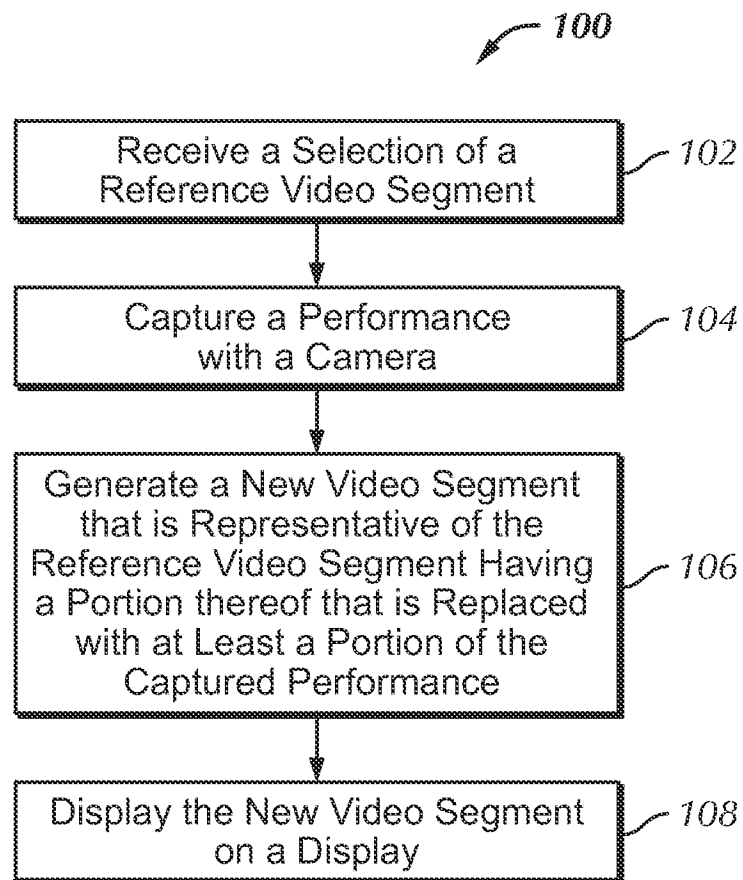 100
Receive a Selection of a
Reference Video Segment
102
Capture a Performance
with a Camera
104
Generate a New Video Segment
that is Representative of the
Reference Video Segment Having
a Portion thereof that is Replaced
with at Least a Portion of the
Captured Performance
106
Display the New Video Segment
on a Display
108